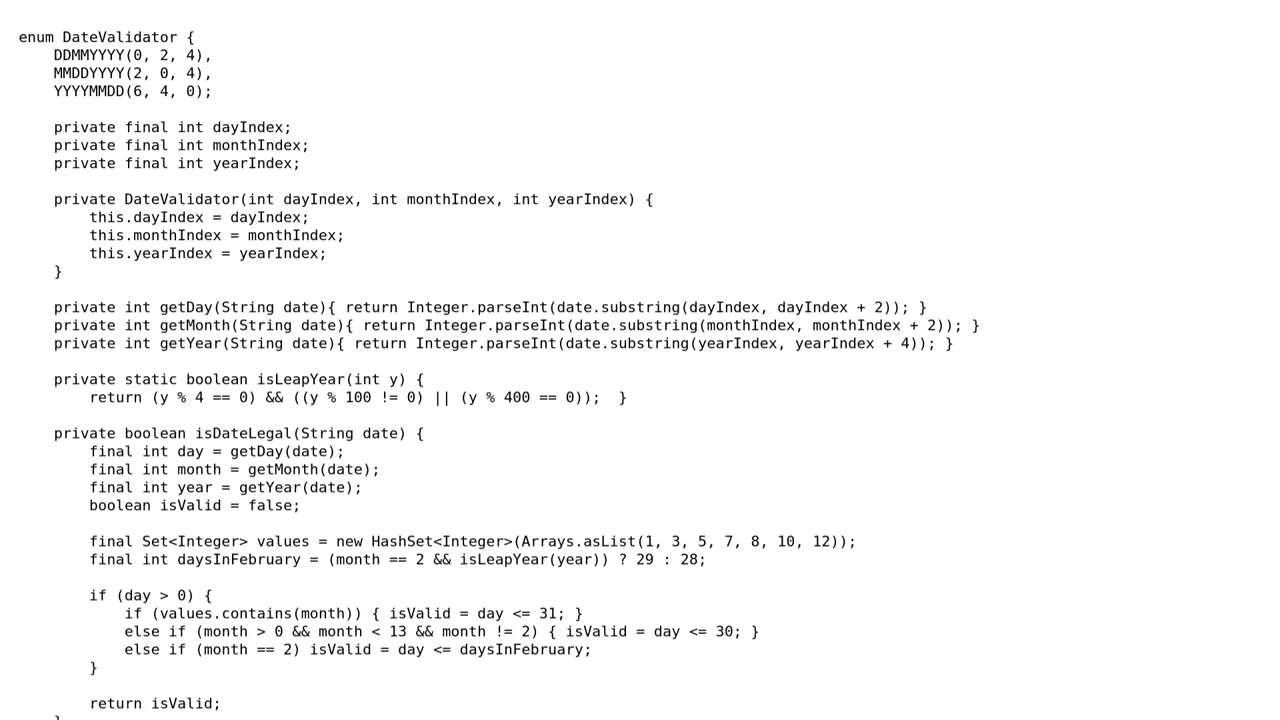 enum DateValidator {
    DDMMYYYY(0, 2, 4),
    MMDDYYYY(2, 0, 4),
    YYYYMMDD(6, 4, 0);

    private final int dayIndex;
    private final int monthIndex;
    private final int yearIndex;

    private DateValidator(int dayIndex, int monthIndex, int yearIndex) {
        this.dayIndex = dayIndex;
        this.monthIndex = monthIndex;
        this.yearIndex = yearIndex;
    }

    private int getDay(String date){ return Integer.parseInt(date.substring(dayIndex, dayIndex + 2)); }
    private int getMonth(String date){ return Integer.parseInt(date.substring(monthIndex, monthIndex + 2)); }
    private int getYear(String date){ return Integer.parseInt(date.substring(yearIndex, yearIndex + 4)); }

    private static boolean isLeapYear(int y) {
        return (y % 4 == 0) && ((y % 100 != 0) || (y % 400 == 0));  }

    private boolean isDateLegal(String date) {
        final int day = getDay(date);
        final int month = getMonth(date);
        final int year = getYear(date);
        boolean isValid = false;

        final Set<Integer> values = new HashSet<Integer>(Arrays.asList(1, 3, 5, 7, 8, 10, 12));
        final int daysInFebruary = (month == 2 && isLeapYear(year)) ? 29 : 28;

        if (day > 0) {
            if (values.contains(month)) { isValid = day <= 31; }
            else if (month > 0 && month < 13 && month != 2) { isValid = day <= 30; }
            else if (month == 2) isValid = day <= daysInFebruary;
        }

        return isValid;
    }